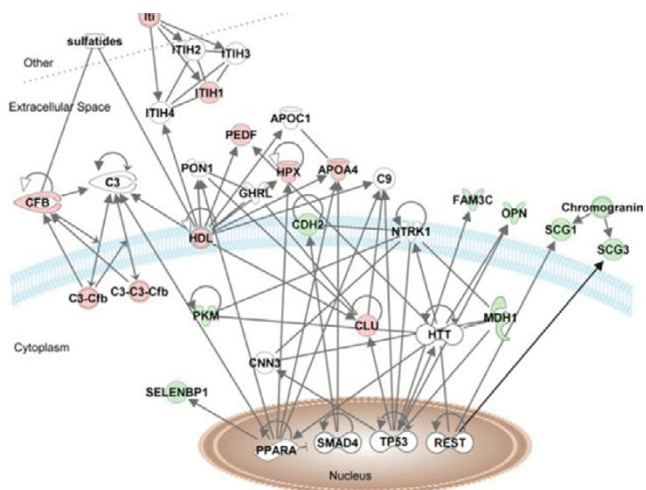 Iti
sulfatides
ITIH2
ITIH3
Other
ITIH1
Extracellular Space
ITIH4
APOC1
PEDF
PON1
HPX
APOA4
C9
C3
GHRL
CFB
FAM3C
OPN
Chromogranin
CDH2
NTRK1
SCG1
HDL
SCG3
C3-Cfb
C3-C3-Cfb
PKM
CLU
MDH1
HTT
Cytoplasm
CNN3
SELENBP1
PPARA
SMAD4
TP53
REST
Nucleus